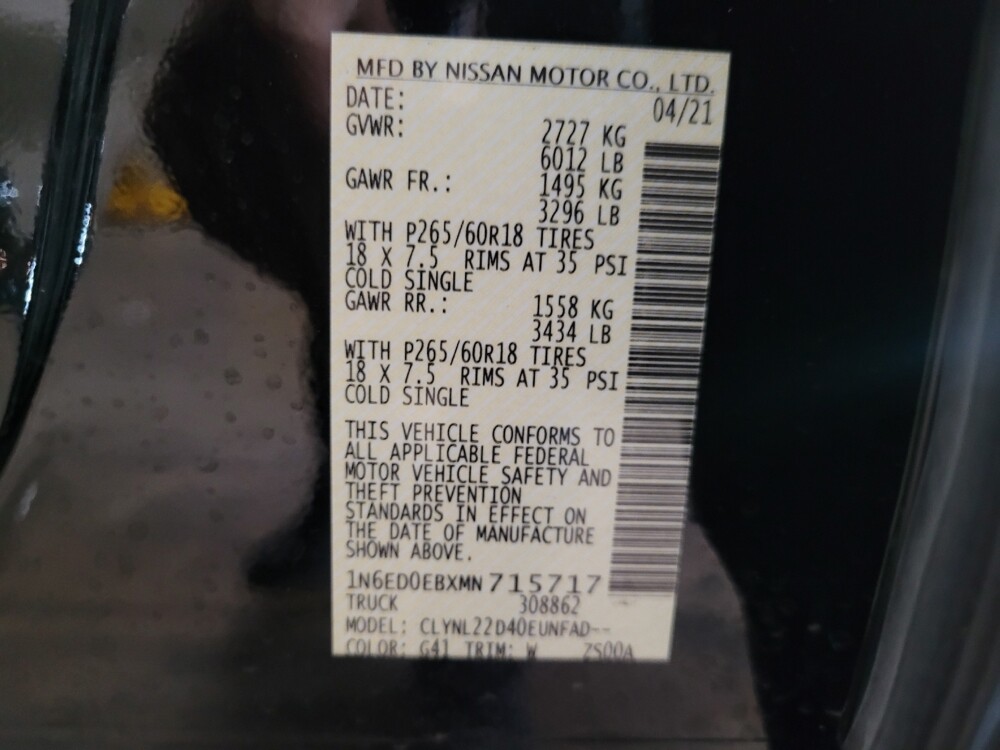 MFD BY NISSAN MOTOR CO., LTD.
DATE: 04/21
GVWR: 2727 KG
6012 LB
GAWR FR.: 1495 KG
3296 LB
WITH P265/60R18 TIRES
18 X 7.5 RIMS AT 35 PSI
COLD SINGLE
GAWR RR.: 1558 KG
3434 LB
WITH P265/60R18 TIRES
18 X 7.5 RIMS AT 35 PSI
COLD SINGLE
THIS VEHICLE CONFORMS TO
ALL APPLICABLE FEDERAL
MOTOR VEHICLE SAFETY AND
THEFT PREVENTION
STANDARDS IN EFFECT ON
THE DATE OF MANUFACTURE
SHOWN ABOVE.
1N6ED0EBXMN715717
TRUCK 308862
MODEL: CLYNL22D40EUNFAD--
COLOR: G41 TRIM: W ZS00A